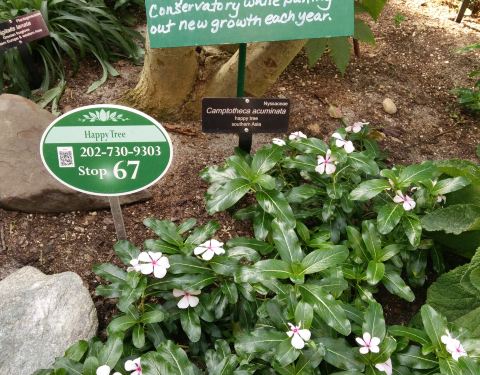 Conservatory while putting
out new growth each year.
Happy Tree
202-730-9303
Stop 67
Nyssaceae
Camptotheca acuminata
happy tree
southern Asia